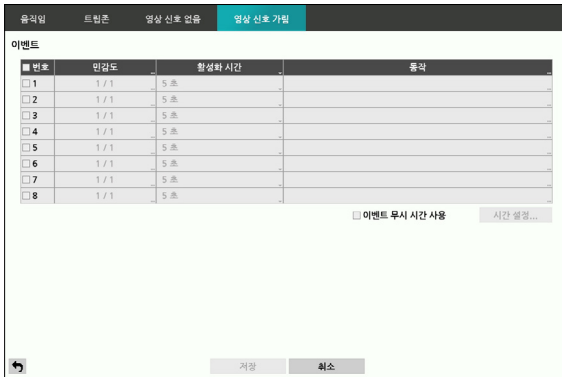 움직임 트립존 영상 신호 없음 영상 신호 가림
이벤트
번호 민감도 활성화 시간 동작
1 1 / 1 5 초
2 1 / 1 5 초
3 1 / 1 5 초
4 1 / 1 5 초
5 1 / 1 5 초
6 1 / 1 5 초
7 1 / 1 5 초
8 1 / 1 5 초
이벤트 무시 시간 사용 시간 설정...
저장 취소